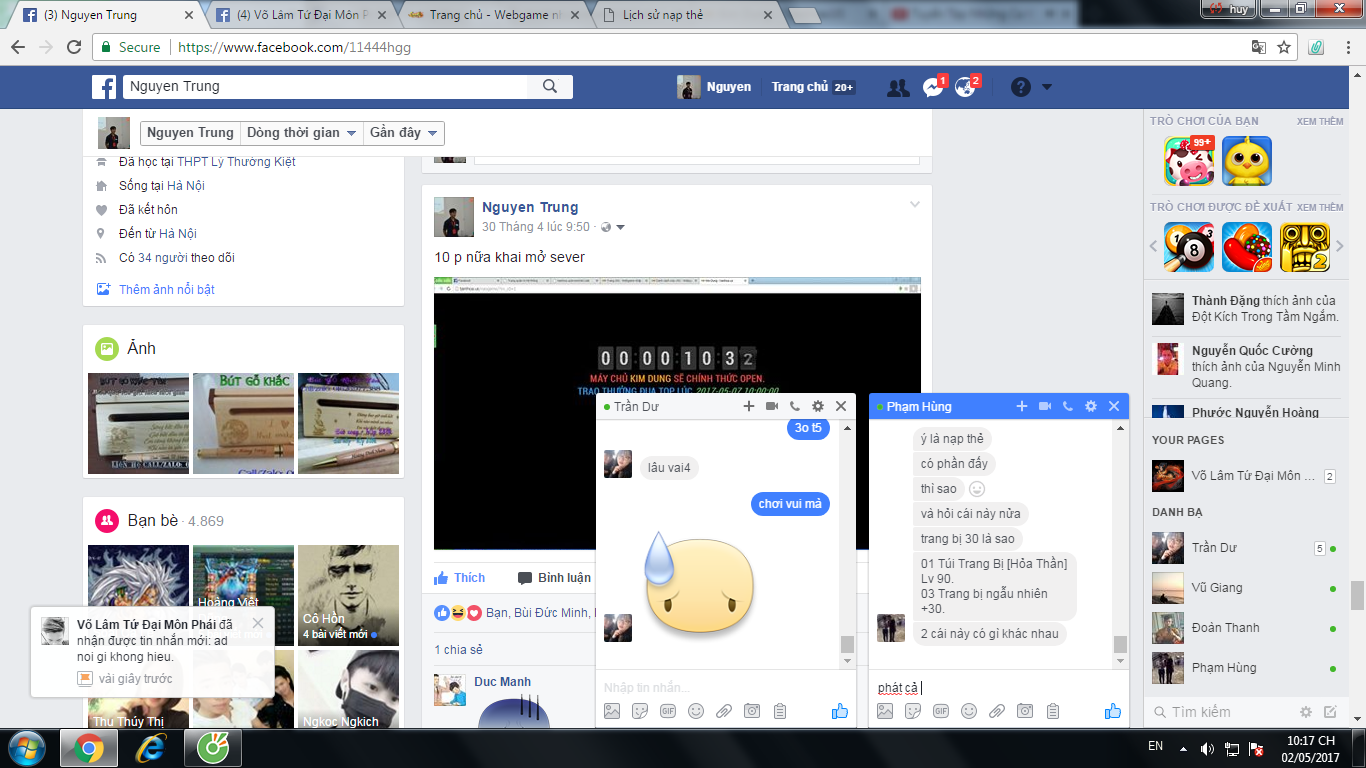 (3) Nguyen Trung
(4) Võ Lâm Tứ Đại Môn P
Trang chủ - Webgame nh
Lịch sử nạp thẻ
huy
Secure
https://www.facebook.com/11444hgg
Nguyen Trung
Nguyen
Trang chủ 20+
1
2
Nguyen Trung
Dòng thời gian
Gần đây
Đã học tại THPT Lý Thường Kiệt
Sống tại Hà Nội
Đã kết hôn
Đến từ Hà Nội
Có 34 người theo dõi
Thêm ảnh nổi bật
Ảnh
BÚT GỖ KHẮC
Bạn bè · 4.869
Hoàng Việt
Cô Hồn
4 bài viết mới
Thu Thúy Thị
Ngkoc Ngkich
Võ Lâm Tứ Đại Môn Phái đã
nhận được tin nhắn mới: ad
noi gi khong hieu.
vài giây trước
Nguyen Trung
30 Tháng 4 lúc 9:50 ·
10 p nữa khai mở sever
00:00:10:32
MÁY CHỦ KIM DUNG SẼ CHÍNH THỨC OPEN.
TRAO THƯỞNG ĐUA TOP LÚC 2017-05-07 10:00:00
Thích
Bình luận
Bạn, Bùi Đức Minh,
1 chia sẻ
Duc Manh
Trần Dư
3o t5
lâu vai4
chơi vui mà
Nhập tin nhắn...
GIF
Phạm Hùng
ý là nạp thẻ
có phần đấy
thì sao
và hỏi cái này nửa
trang bị 30 là sao
01 Túi Trang Bị [Hỏa Thần]
Lv 90.
03 Trang bị ngẫu nhiên
+30.
2 cái này có gì khác nhau
phát cả
GIF
TRÒ CHƠI CỦA BẠN
XEM THÊM
99+
TRÒ CHƠI ĐƯỢC ĐỀ XUẤT
XEM THÊM
8
2
Thành Đặng thích ảnh của
Đột Kích Trong Tầm Ngắm.
Nguyễn Quốc Cường
thích ảnh của Nguyễn Minh
Quang.
Phước Nguyễn Hoàng
YOUR PAGES
Võ Lâm Tứ Đại Môn ...
2
DANH BẠ
Trần Dư
5
Vũ Giang
Đoàn Thanh
Phạm Hùng
Tìm kiếm
EN
10:17 CH
02/05/2017